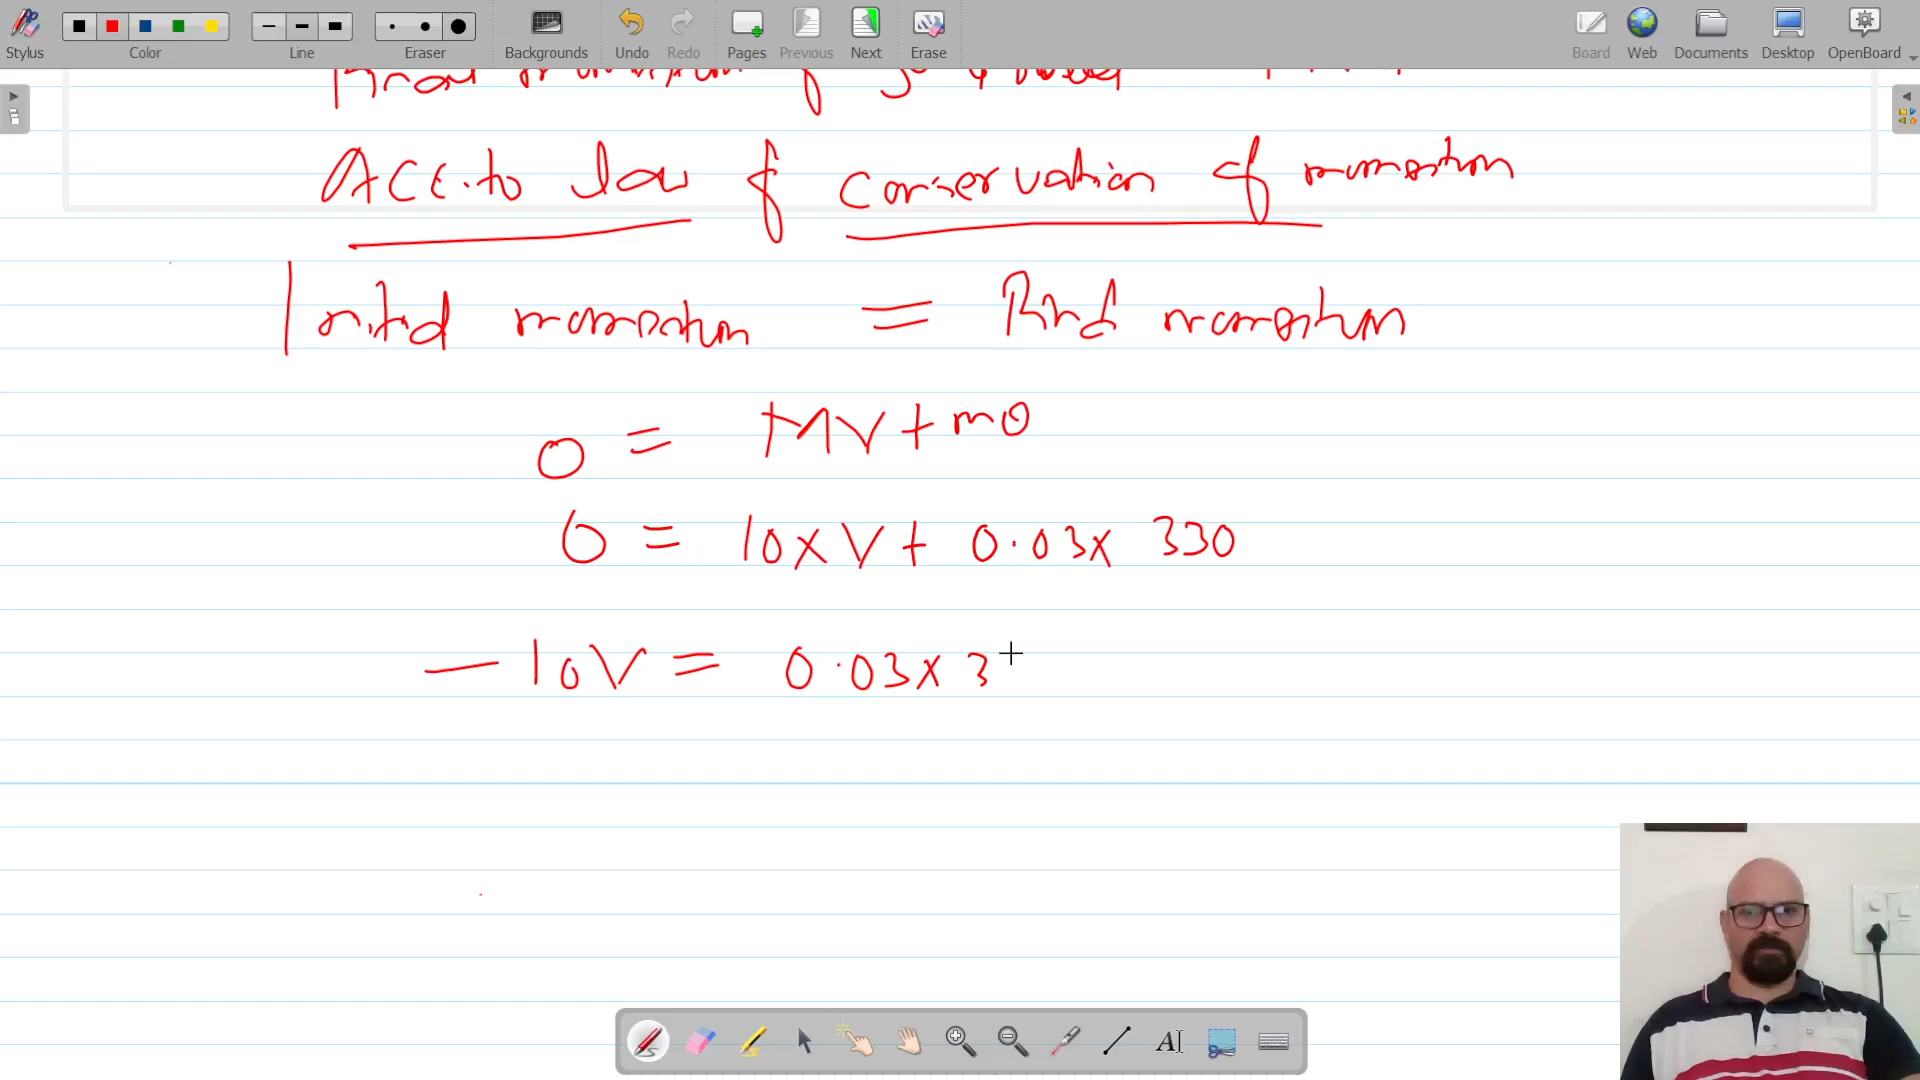 Stylus Color Line Eraser Backgrounds Undo Redo Pages Previous Next Erase Board Web Documents Desktop OpenBoard
Acc. to law of conservation of momentum
Initial momentum = Final momentum
0 = MV + mv
0 = 10 x V + 0.03 x 330
— 10V = 0.03 x 3